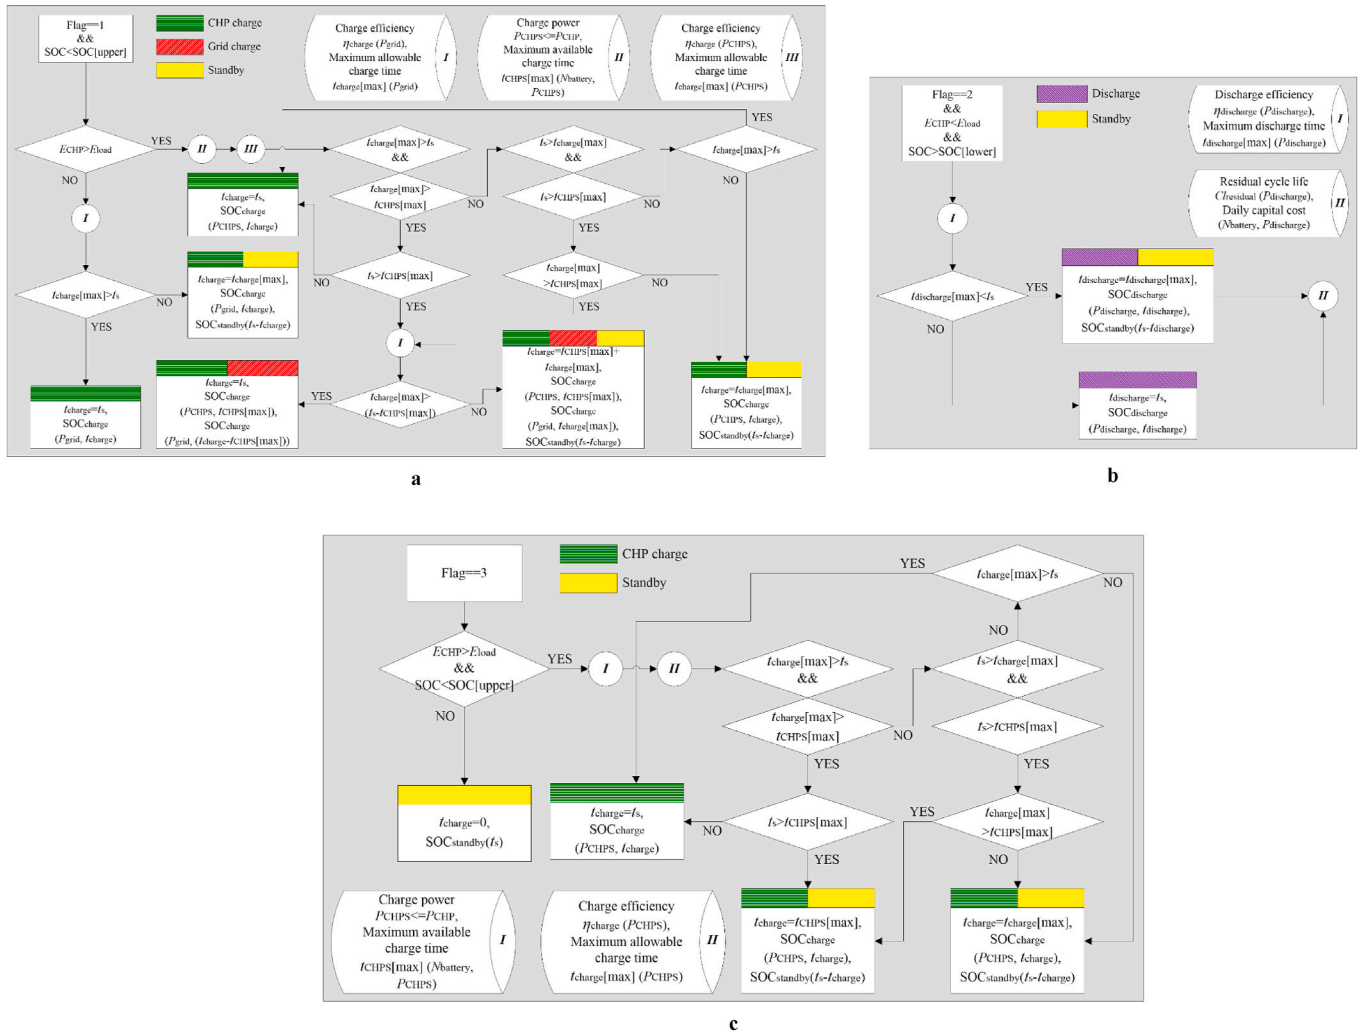 Flag==1
&&
SOC<SOC[upper]
CHP charge
Grid charge
Standby
Charge efficiency
ηcharge (Pgrid),
Maximum allowable
charge time
tcharge[max] (Pgrid)
I
Charge power
PCHPS<=PCHP,
Maximum available
charge time
tCHPS[max] (Nbattery,
PCHPS)
II
Charge efficiency
ηcharge (PCHPS),
Maximum allowable
charge time
tcharge[max] (PCHPS)
III
ECHP>Eload
YES
II
III
tcharge[max]>ts
&&
tcharge[max]>
tCHPS[max]
NO
YES
ts>tcharge[max]
&&
ts>tCHPS[max]
NO
YES
YES
tcharge[max]>ts
NO
NO
I
tcharge=ts,
SOCcharge
(PCHPS, tcharge)
tcharge[max]>ts
NO
YES
tcharge=tcharge[max],
SOCcharge
(Pgrid, tcharge),
SOCstandby(ts-tcharge)
NO
ts>tCHPS[max]
YES
tcharge[max]
>tCHPS[max]
NO
YES
I
tcharge=ts,
SOCcharge
(Pgrid, tcharge)
tcharge=ts,
SOCcharge
(PCHPS, tCHPS[max]),
SOCcharge
(Pgrid, (tcharge-tCHPS[max]))
YES
tcharge[max]>
(ts-tCHPS[max])
NO
tcharge=tCHPS[max]+
tcharge[max],
SOCcharge
(PCHPS, tCHPS[max]),
SOCcharge
(Pgrid, tcharge[max]),
SOCstandby(ts-tcharge)
tcharge=tcharge[max],
SOCcharge
(PCHPS, tcharge),
SOCstandby(ts-tcharge)
a
Flag==2
&&
ECHP<Eload
&&
SOC>SOC[lower]
Discharge
Standby
Discharge efficiency
ηdischarge (Pdischarge),
Maximum discharge time
tdischarge[max] (Pdischarge)
I
Residual cycle life
Cresidual (Pdischarge),
Daily capital cost
(Nbattery, Pdischarge)
II
I
tdischarge[max]<ts
YES
NO
tdischarge=tdischarge[max],
SOCdischarge
(Pdischarge, tdischarge),
SOCstandby(ts-tdischarge)
II
tdischarge=ts,
SOCdischarge
(Pdischarge, tdischarge)
b
Flag==3
CHP charge
Standby
YES
tcharge[max]>ts
NO
ECHP>Eload
&&
SOC<SOC[upper]
YES
NO
I
II
tcharge[max]>ts
&&
tcharge[max]>
tCHPS[max]
NO
YES
NO
ts>tcharge[max]
&&
ts>tCHPS[max]
YES
tcharge=0,
SOCstandby(ts)
tcharge=ts,
SOCcharge
(PCHPS, tcharge)
NO
ts>tCHPS[max]
YES
YES
tcharge[max]
>tCHPS[max]
NO
Charge power
PCHPS<=PCHP,
Maximum available
charge time
tCHPS[max] (Nbattery,
PCHPS)
I
Charge efficiency
ηcharge (PCHPS),
Maximum allowable
charge time
tcharge[max] (PCHPS)
II
tcharge=tCHPS[max],
SOCcharge
(PCHPS, tcharge),
SOCstandby(ts-tcharge)
tcharge=tcharge[max],
SOCcharge
(PCHPS, tcharge),
SOCstandby(ts-tcharge)
c